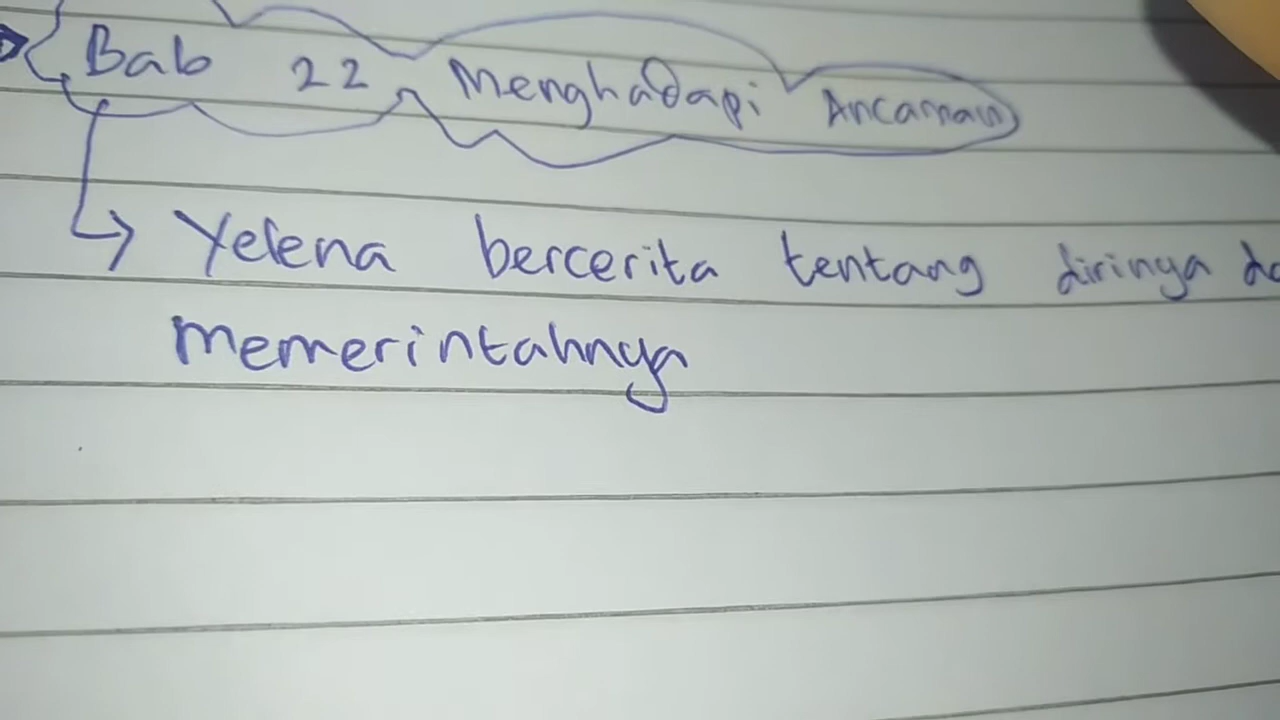 Bab 22 Menghadapi Ancaman
Yelena bercerita tentang dirinya
memerintahnya